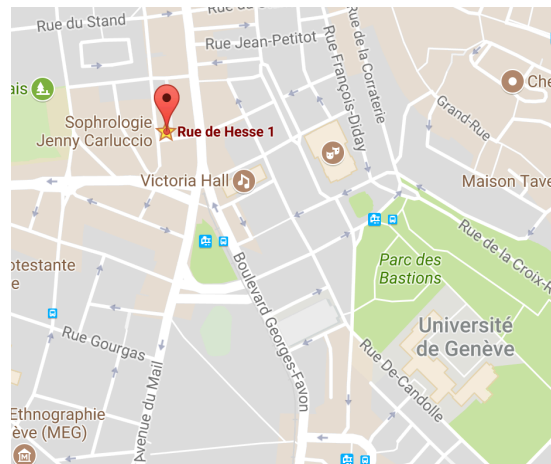 Rue du Stand
Rue Jean-Petitot
Rue François-Diday
Rue de la Corraterie
Grand-Rue
Sophrologie
Jenny Carluccio
Rue de Hesse 1
Victoria Hall
Rue de la Croix-R
Parc des
Bastions
Université
de Genève
Boulevard Georges-Favon
Rue Gourgas
Avenue du Mail
Rue De-Candolle
Ethnographie
ève (MEG)
ais
Che
Maison Tave
otestante
e